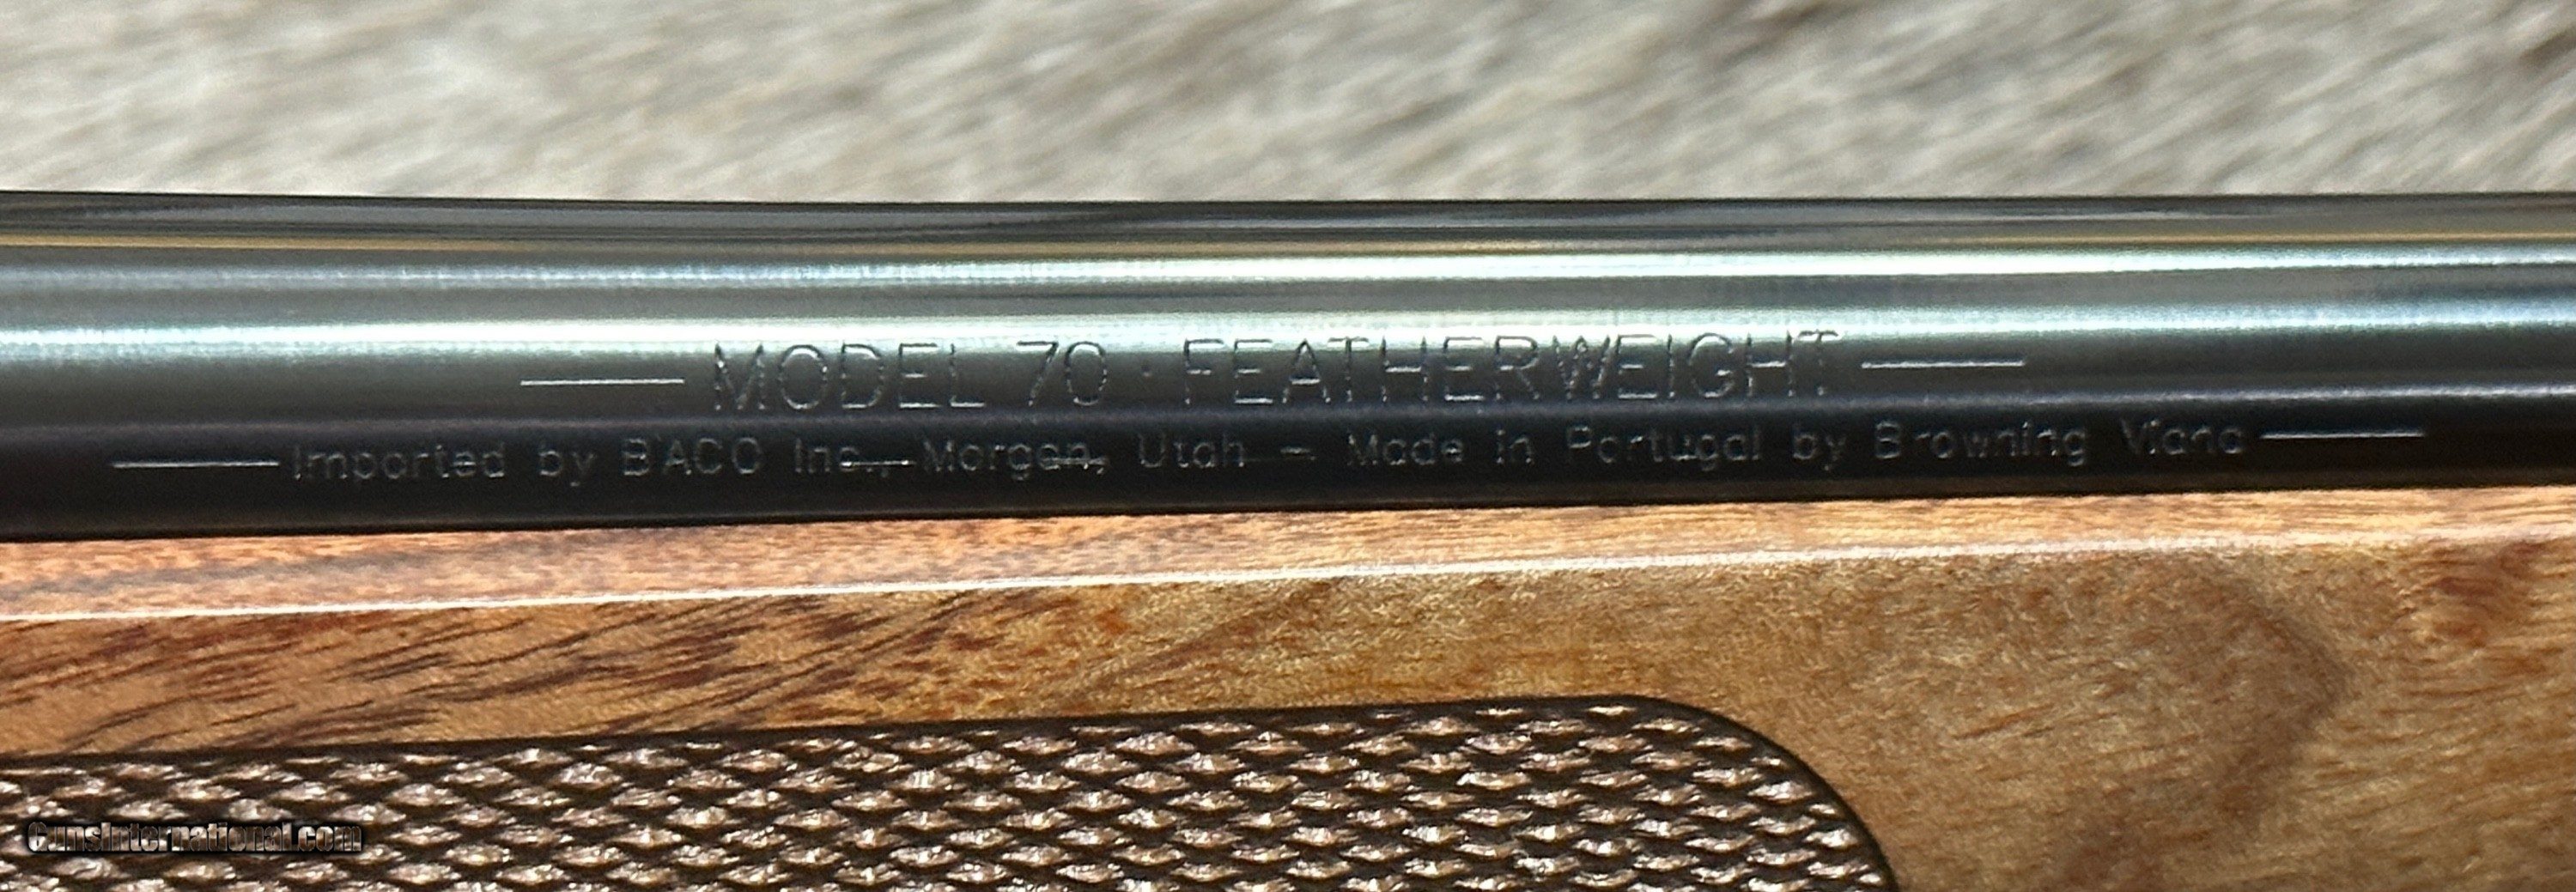 MODEL 70 · FEATHERWEIGHT
Imported by BACO Inc., Morgan, Utah - Made in Portugal by Browning Viana
GunsInternational.com